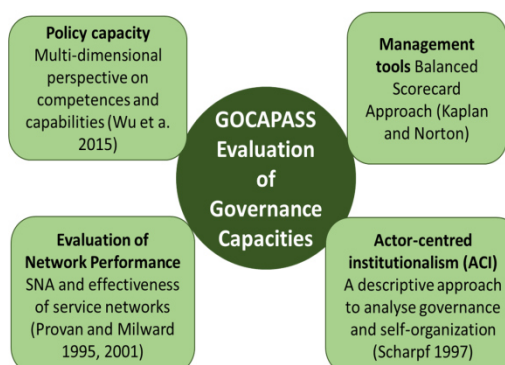 Policy capacity
Multi-dimensional
perspective on
competences and
capabilities (Wu et a.
2015)
Management
tools Balanced
Scorecard
Approach (Kaplan
and Norton)
GOCAPASS
Evaluation
of
Governance
Capacities
Evaluation of
Network Performance
SNA and effectiveness
of service networks
(Provan and Milward
1995, 2001)
Actor-centred
institutionalism (ACI)
A descriptive approach
to analyse governance
and self-organization
(Scharpf 1997)